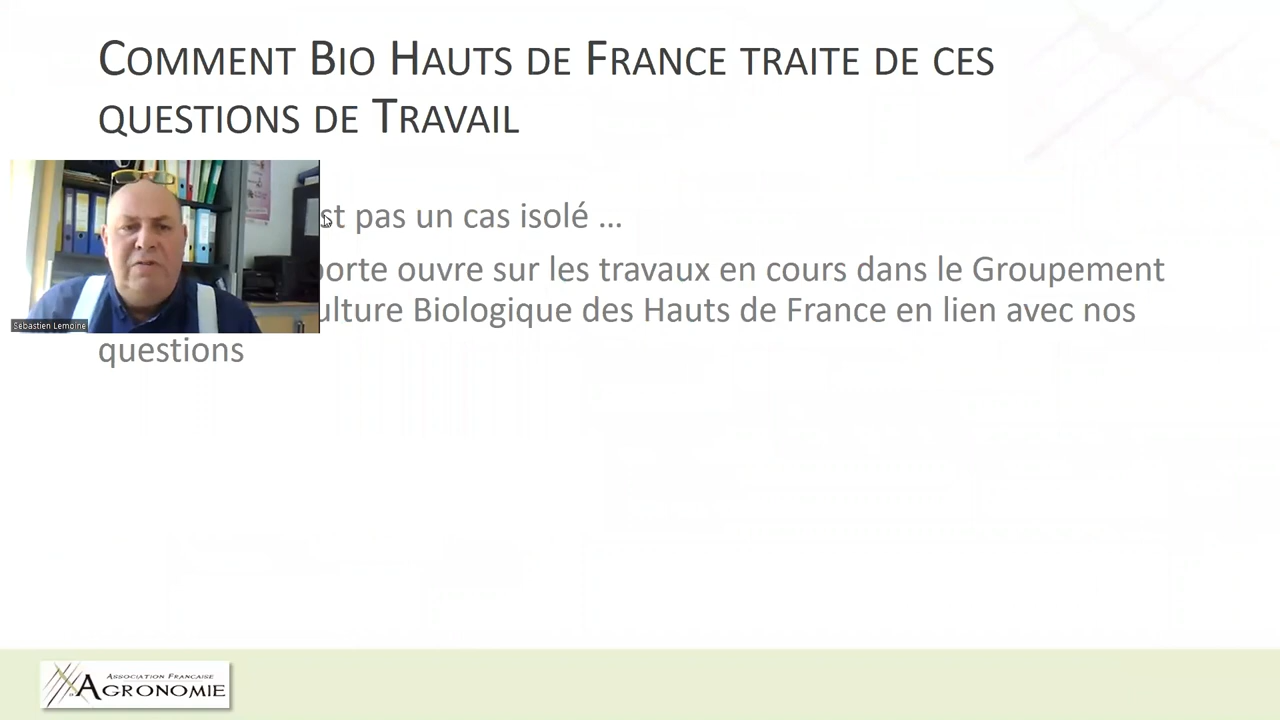 Comment Bio Hauts de France traite de ces
questions de Travail
st pas un cas isolé ...
porte ouvre sur les travaux en cours dans le Groupement
ulture Biologique des Hauts de France en lien avec nos
questions
Sébastien Lemoine
Association Française
Agronomie